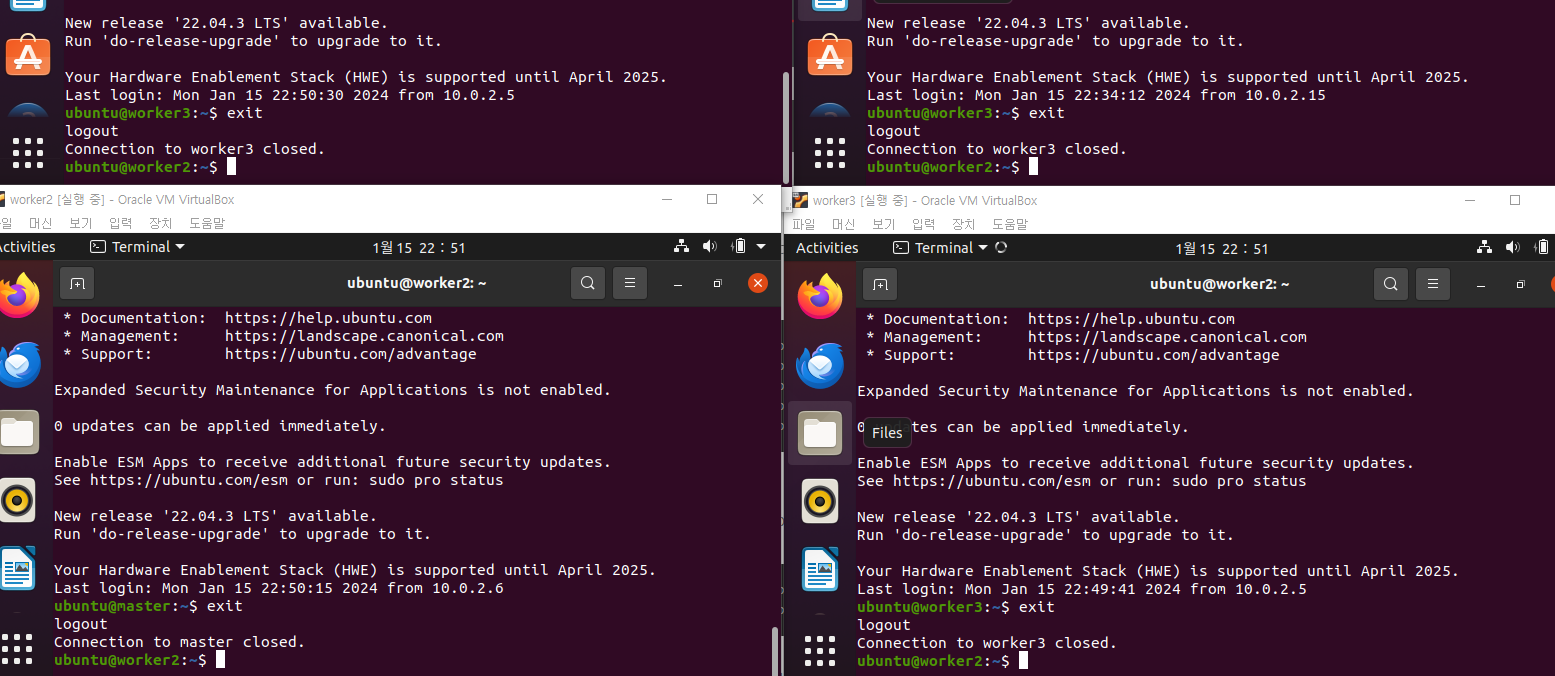 New release '22.04.3 LTS' available.
Run 'do-release-upgrade' to upgrade to it.
Your Hardware Enablement Stack (HWE) is supported until April 2025.
Last login: Mon Jan 15 22:50:30 2024 from 10.0.2.5
ubuntu@worker3:~$ exit
logout
Connection to worker3 closed.
ubuntu@worker2:~$
New release '22.04.3 LTS' available.
Run 'do-release-upgrade' to upgrade to it.
Your Hardware Enablement Stack (HWE) is supported until April 2025.
Last login: Mon Jan 15 22:34:12 2024 from 10.0.2.15
ubuntu@worker3:~$ exit
logout
Connection to worker3 closed.
ubuntu@worker2:~$
worker2 [실행 중] - Oracle VM VirtualBox
일 머신 보기 입력 장치 도움말
ctivities Terminal 1월 15 22 : 51
ubuntu@worker2: ~
* Documentation: https://help.ubuntu.com
* Management: https://landscape.canonical.com
* Support: https://ubuntu.com/advantage
Expanded Security Maintenance for Applications is not enabled.
0 updates can be applied immediately.
Enable ESM Apps to receive additional future security updates.
See https://ubuntu.com/esm or run: sudo pro status
New release '22.04.3 LTS' available.
Run 'do-release-upgrade' to upgrade to it.
Your Hardware Enablement Stack (HWE) is supported until April 2025.
Last login: Mon Jan 15 22:50:15 2024 from 10.0.2.6
ubuntu@master:~$ exit
logout
Connection to master closed.
ubuntu@worker2:~$
worker3 [실행 중] - Oracle VM VirtualBox
파일 머신 보기 입력 장치 도움말
Activities Terminal 1월 15 22 : 51
ubuntu@worker2: ~
* Documentation: https://help.ubuntu.com
* Management: https://landscape.canonical.com
* Support: https://ubuntu.com/advantage
Expanded Security Maintenance for Applications is not enabled.
Files
tes can be applied immediately.
Enable ESM Apps to receive additional future security updates.
See https://ubuntu.com/esm or run: sudo pro status
New release '22.04.3 LTS' available.
Run 'do-release-upgrade' to upgrade to it.
Your Hardware Enablement Stack (HWE) is supported until April 2025.
Last login: Mon Jan 15 22:49:41 2024 from 10.0.2.5
ubuntu@worker3:~$ exit
logout
Connection to worker3 closed.
ubuntu@worker2:~$